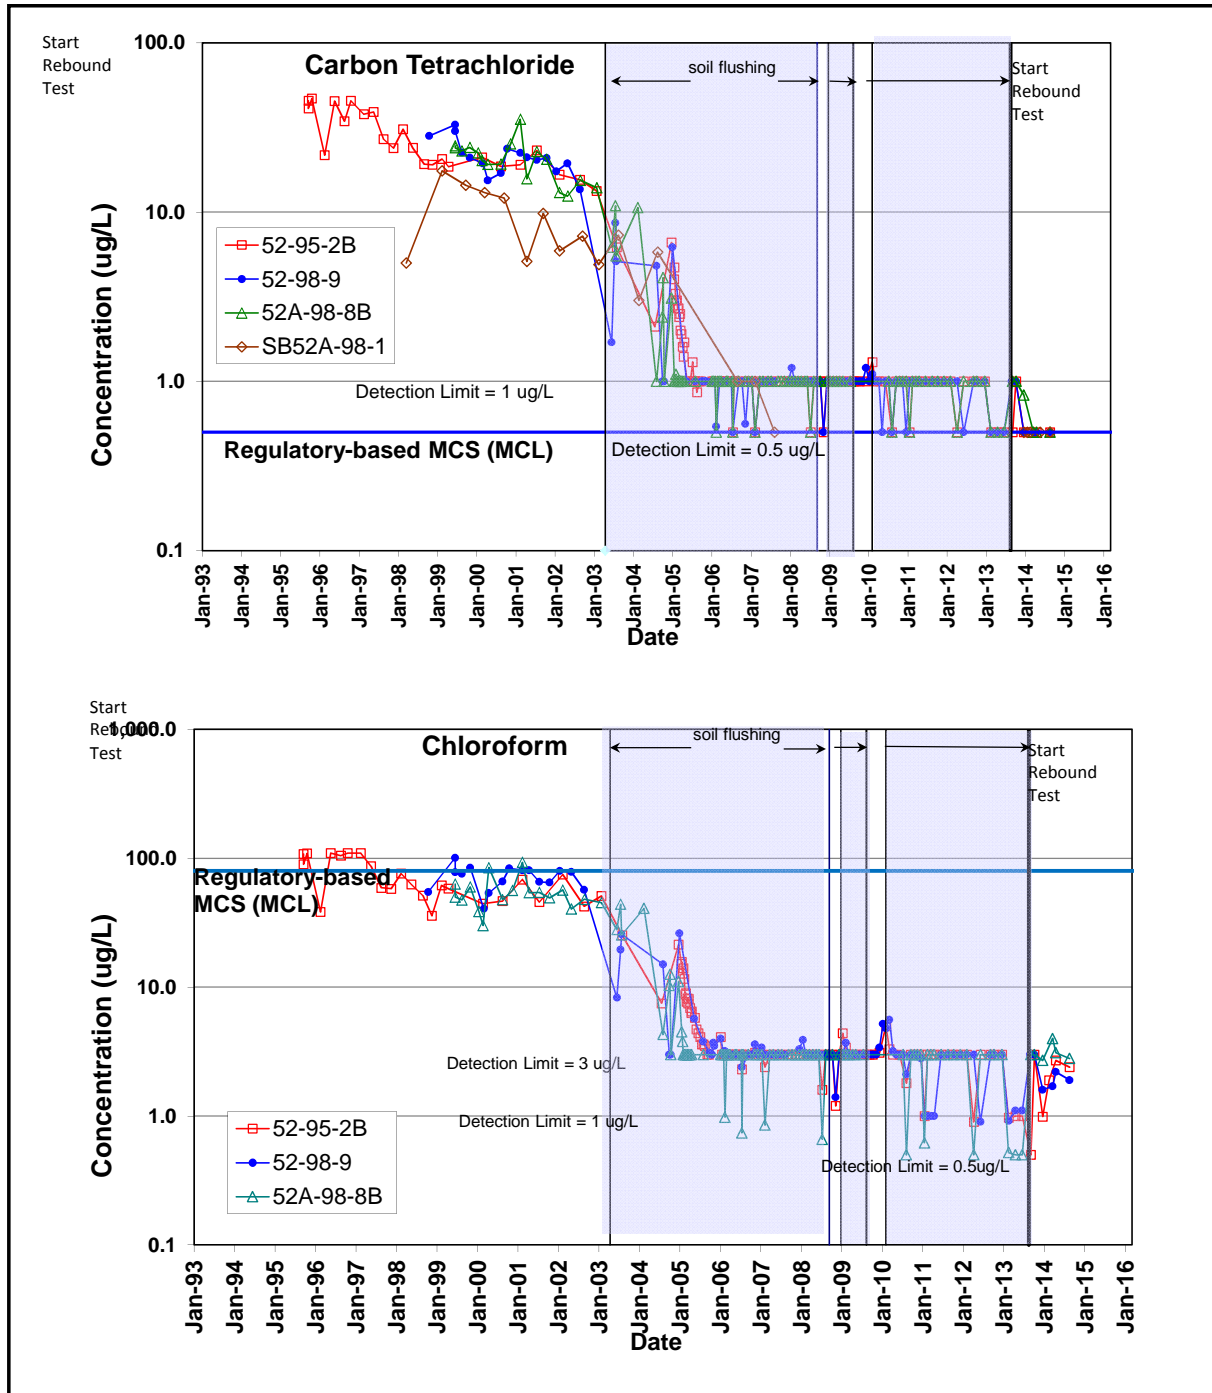 Start
Rebound
Test
100.0
Carbon Tetrachloride
soil flushing
Start
Rebound
Test
10.0
52-95-2B
52-98-9
52A-98-8B
SB52A-98-1
1.0
Detection Limit = 1 ug/L
Regulatory-based MCS (MCL)
Detection Limit = 0.5 ug/L
0.1
Concentration (ug/L)
Jan-93
Jan-94
Jan-95
Jan-96
Jan-97
Jan-98
Jan-99
Jan-00
Jan-01
Jan-02
Jan-03
Jan-04
Jan-05
Jan-06
Jan-07
Jan-08
Jan-09
Jan-10
Jan-11
Jan-12
Jan-13
Jan-14
Jan-15
Jan-16
Date
Start
Rebound
Test
1,000.0
Chloroform
soil flushing
Start
Rebound
Test
100.0
Regulatory-based
MCS (MCL)
10.0
Detection Limit = 3 ug/L
1.0
Detection Limit = 1 ug/L
52-95-2B
52-98-9
52A-98-8B
Detection Limit = 0.5ug/L
0.1
Concentration (ug/L)
Jan-93
Jan-94
Jan-95
Jan-96
Jan-97
Jan-98
Jan-99
Jan-00
Jan-01
Jan-02
Jan-03
Jan-04
Jan-05
Jan-06
Jan-07
Jan-08
Jan-09
Jan-10
Jan-11
Jan-12
Jan-13
Jan-14
Jan-15
Jan-16
Date